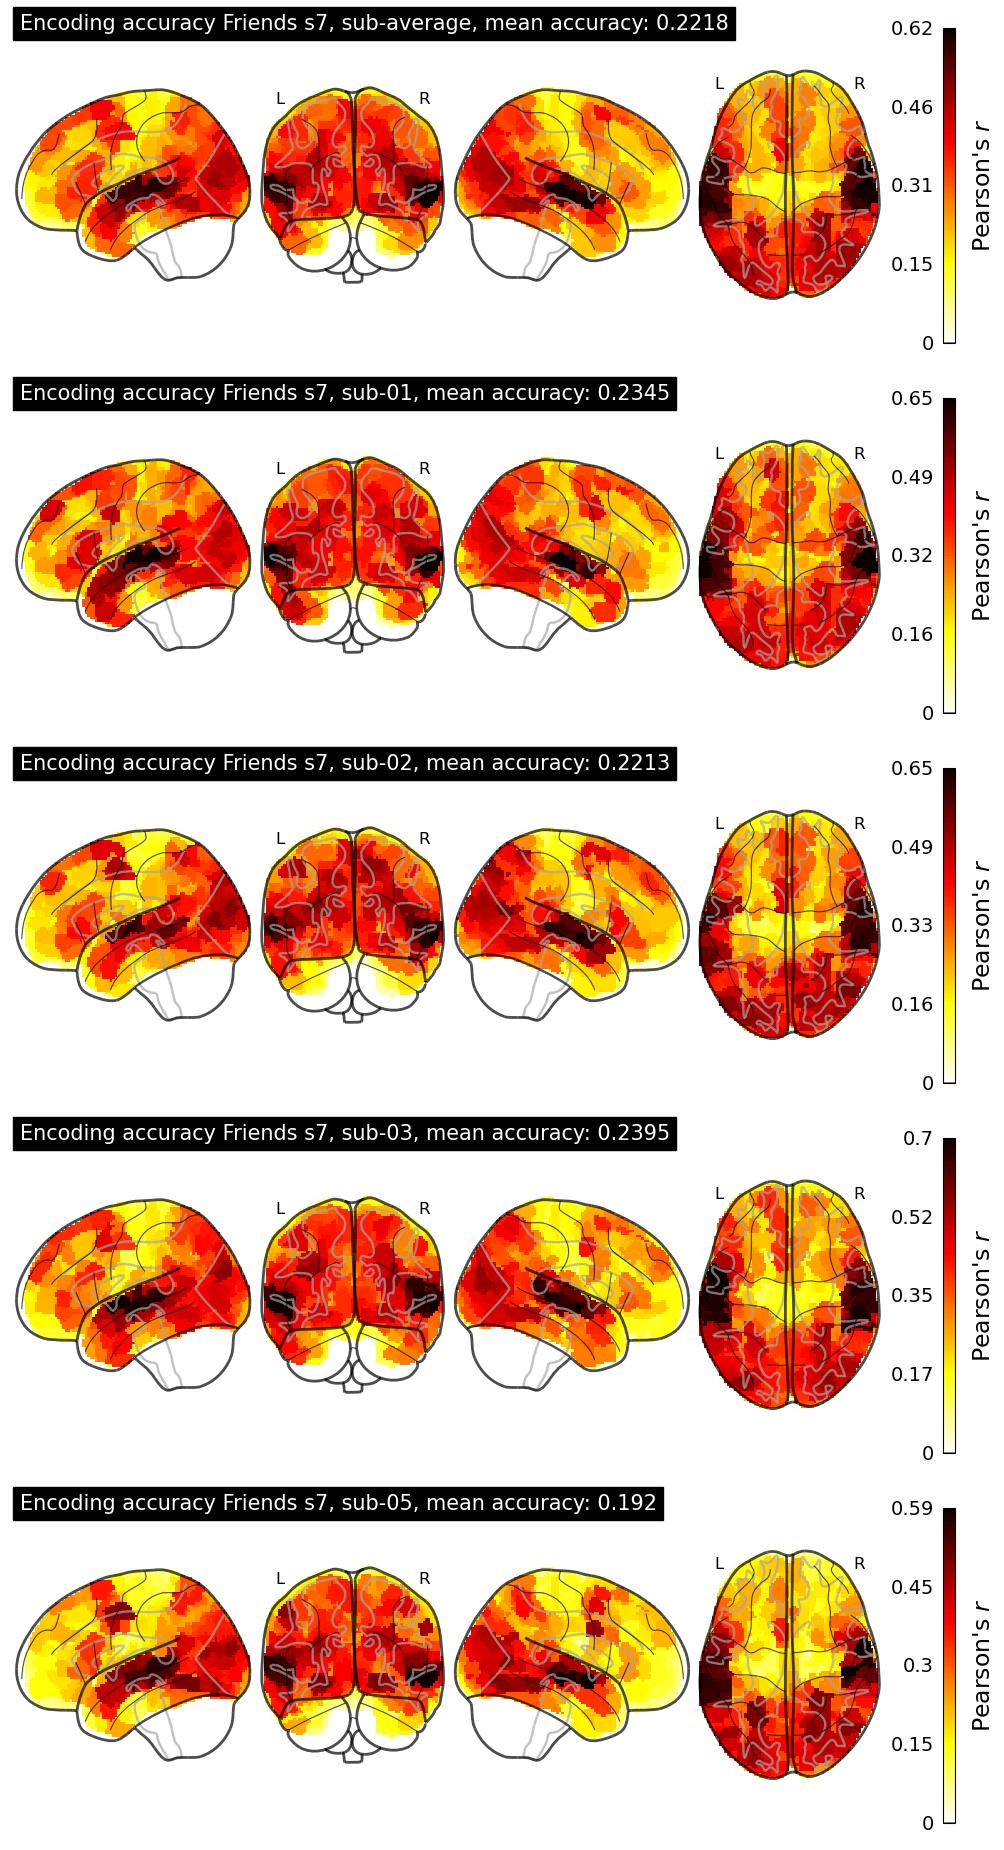 Encoding accuracy Friends s7, sub-average, mean accuracy: 0.2218
L R L R
0.62
0.46
0.31
0.15
0
Pearson's r
Encoding accuracy Friends s7, sub-01, mean accuracy: 0.2345
L R L R
0.65
0.49
0.32
0.16
0
Pearson's r
Encoding accuracy Friends s7, sub-02, mean accuracy: 0.2213
L R L R
0.65
0.49
0.33
0.16
0
Pearson's r
Encoding accuracy Friends s7, sub-03, mean accuracy: 0.2395
L R L R
0.7
0.52
0.35
0.17
0
Pearson's r
Encoding accuracy Friends s7, sub-05, mean accuracy: 0.192
L R L R
0.59
0.45
0.3
0.15
0
Pearson's r